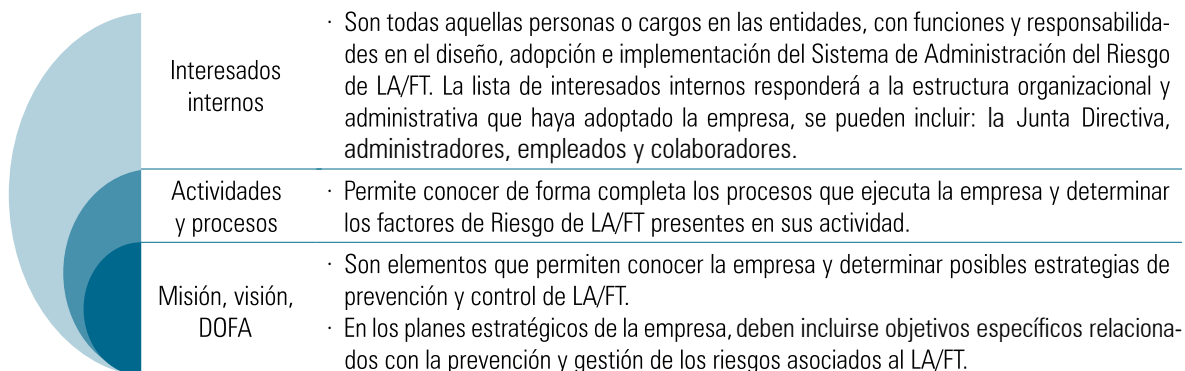 Interesados
internos
· Son todas aquellas personas o cargos en las entidades, con funciones y responsabilida-
des en el diseño, adopción e implementación del Sistema de Administración del Riesgo
de LA/FT. La lista de interesados internos responderá a la estructura organizacional y
administrativa que haya adoptado la empresa, se pueden incluir: la Junta Directiva,
administradores, empleados y colaboradores.
Actividades
y procesos
· Permite conocer de forma completa los procesos que ejecuta la empresa y determinar
los factores de Riesgo de LA/FT presentes en sus actividad.
Misión, visión,
DOFA
· Son elementos que permiten conocer la empresa y determinar posibles estrategias de
prevención y control de LA/FT.
· En los planes estratégicos de la empresa, deben incluirse objetivos específicos relaciona-
dos con la prevención y gestión de los riesgos asociados al LA/FT.